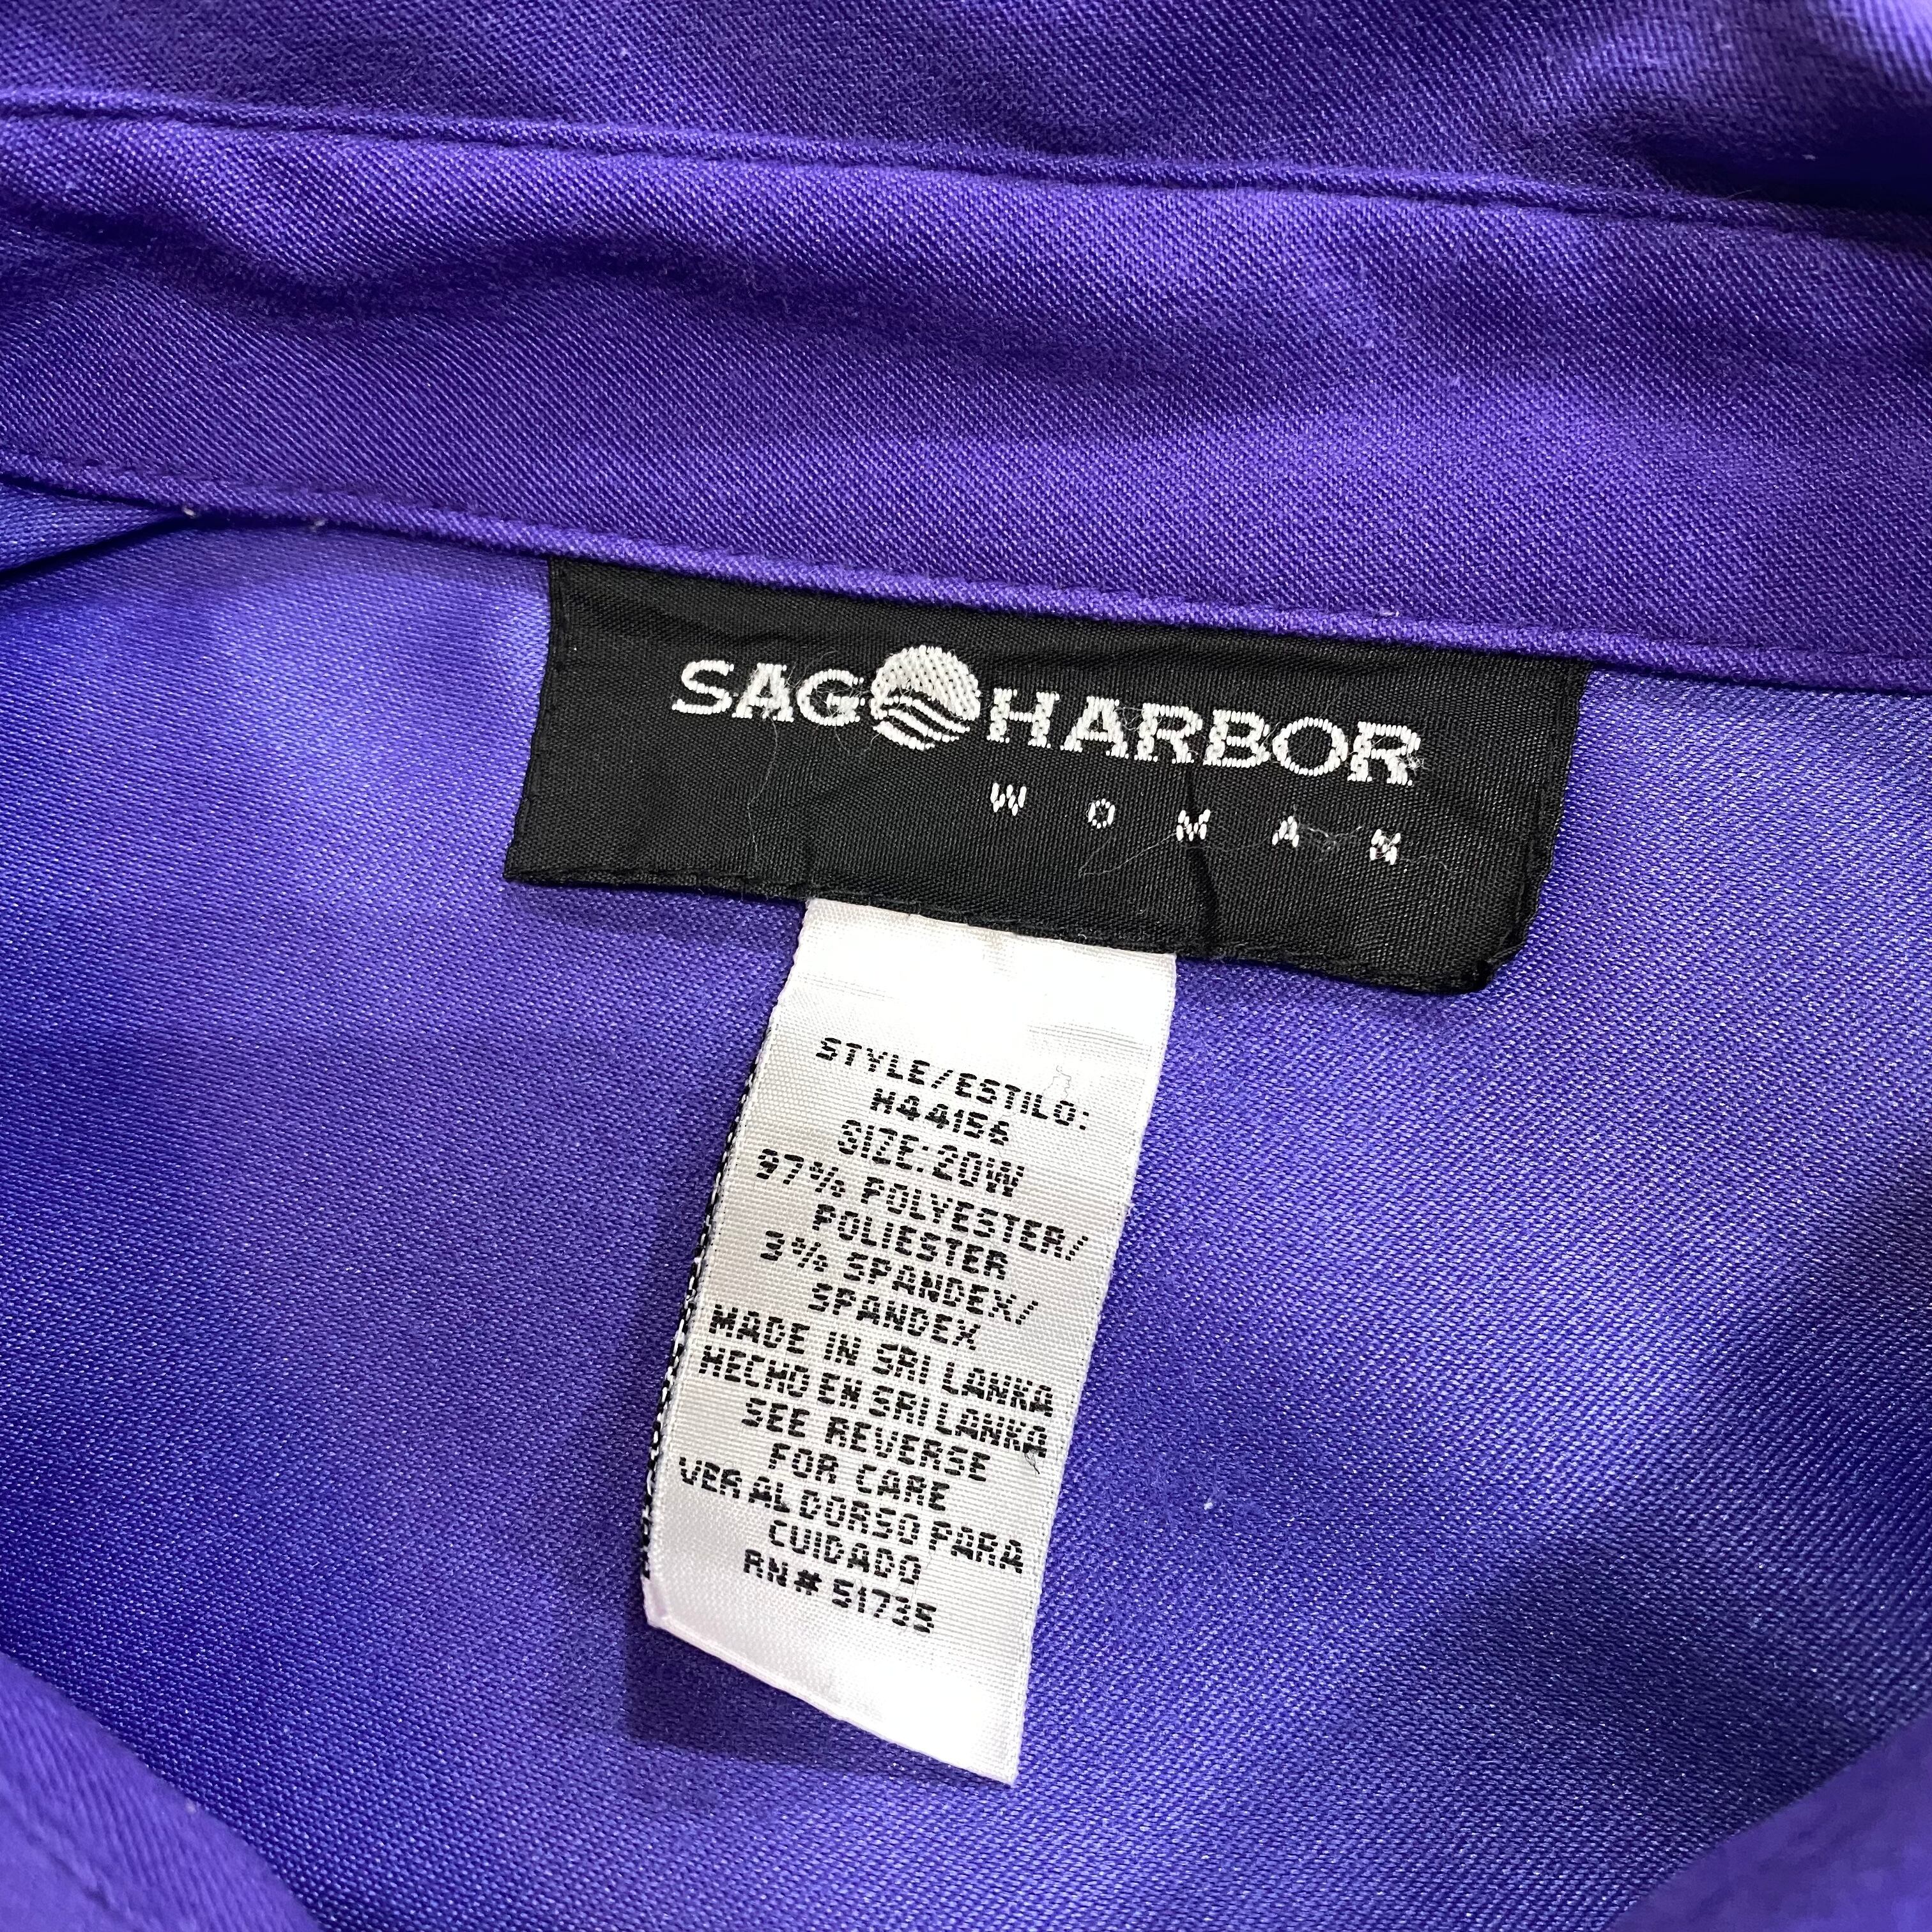 SAG HARBOR
WOMAN
STYLE/ESTILO:
H44156
SIZE:20W
97% POLYESTER/
POLIESTER
3% SPANDEX/
SPANDEX
MADE IN SRI LANKA
HECHO EN SRI LANKA
SEE REVERSE
FOR CARE
VER AL DORSO PARA
CUIDADO
RN# 51735